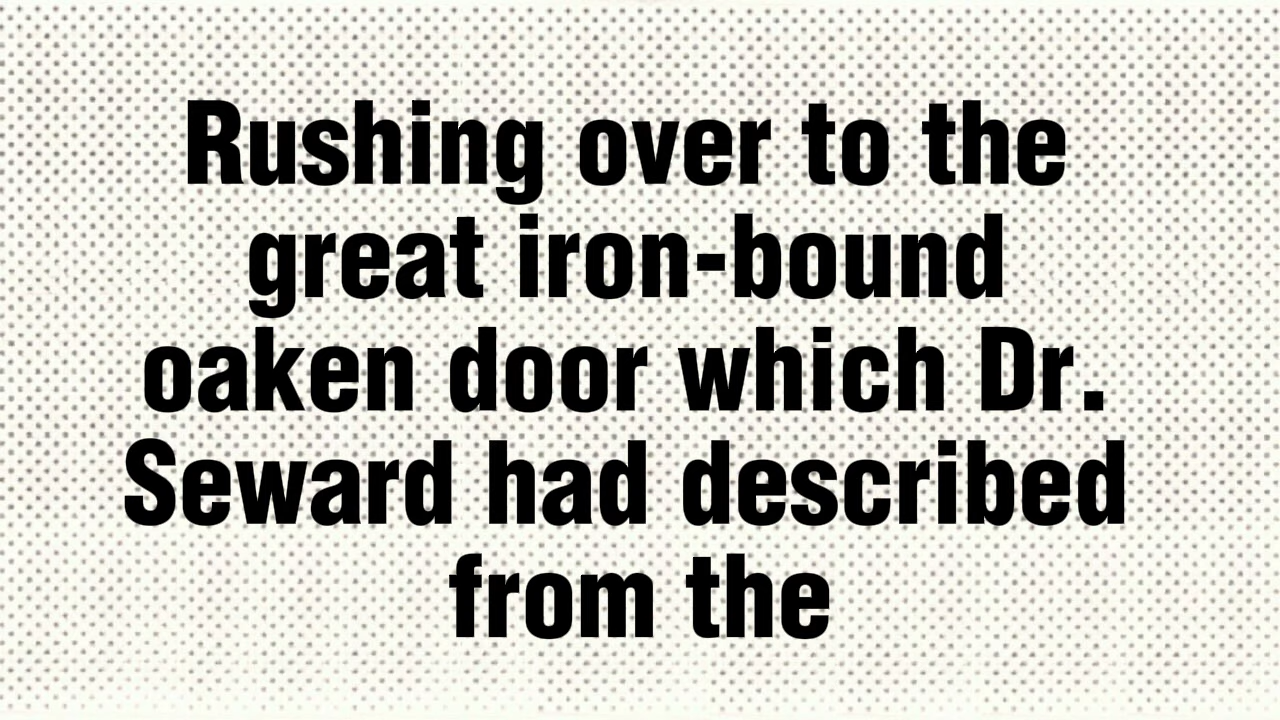 Rushing over to the
great iron-bound
oaken door which Dr.
Seward had described
from the